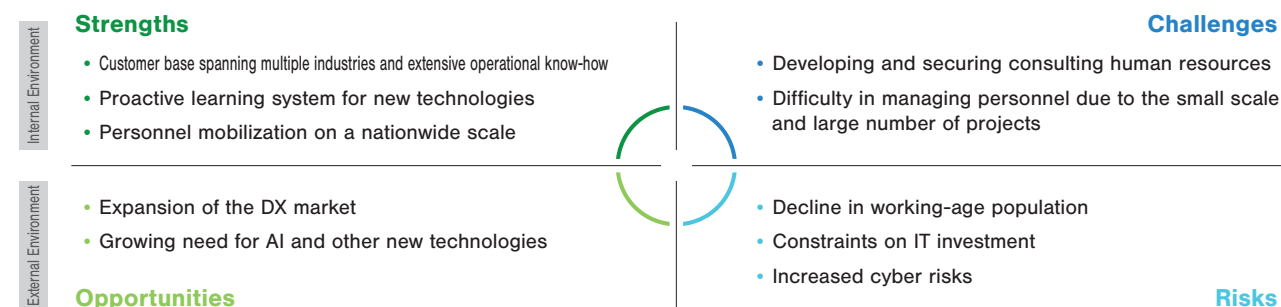 Internal Environment
Strengths
• Customer base spanning multiple industries and extensive operational know-how
• Proactive learning system for new technologies
• Personnel mobilization on a nationwide scale
Challenges
• Developing and securing consulting human resources
• Difficulty in managing personnel due to the small scale
and large number of projects
External Environment
• Expansion of the DX market
• Growing need for AI and other new technologies
Opportunities
• Decline in working-age population
• Constraints on IT investment
• Increased cyber risks
Risks